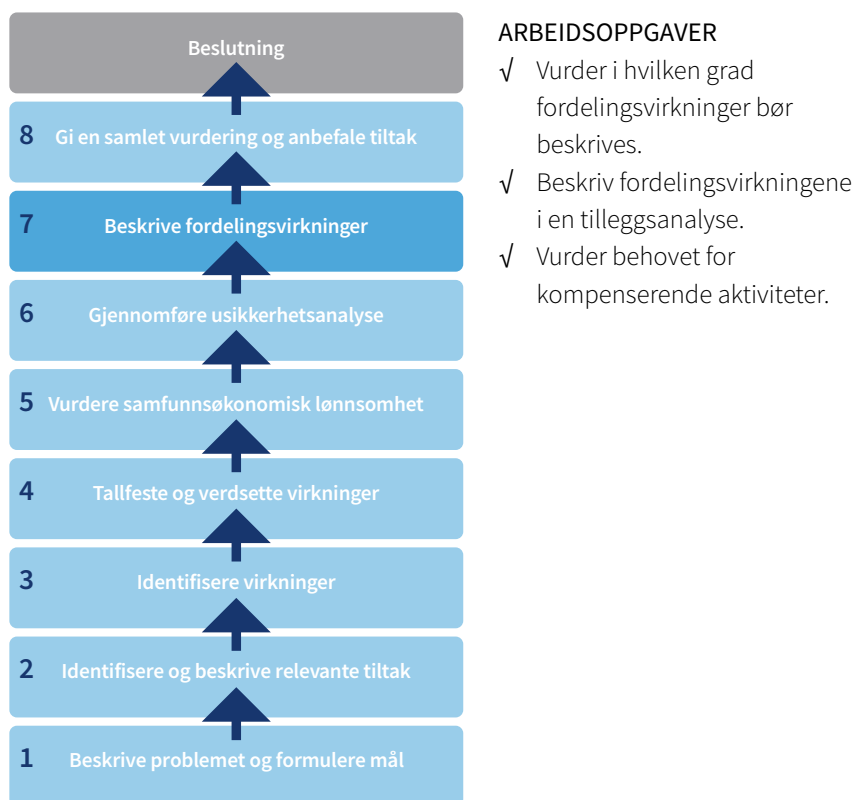 Beslutning
8 Gi en samlet vurdering og anbefale tiltak
7 Beskrive fordelingsvirkninger
6 Gjennomføre usikkerhetsanalyse
5 Vurdere samfunnsøkonomisk lønnsomhet
4 Tallfeste og verdsette virkninger
3 Identifisere virkninger
2 Identifisere og beskrive relevante tiltak
1 Beskrive problemet og formulere mål
ARBEIDSOPPGAVER
√ Vurder i hvilken grad
fordelingsvirkninger bør
beskrives.
√ Beskriv fordelingsvirkningene
i en tilleggsanalyse.
√ Vurder behovet for
kompenserende aktiviteter.